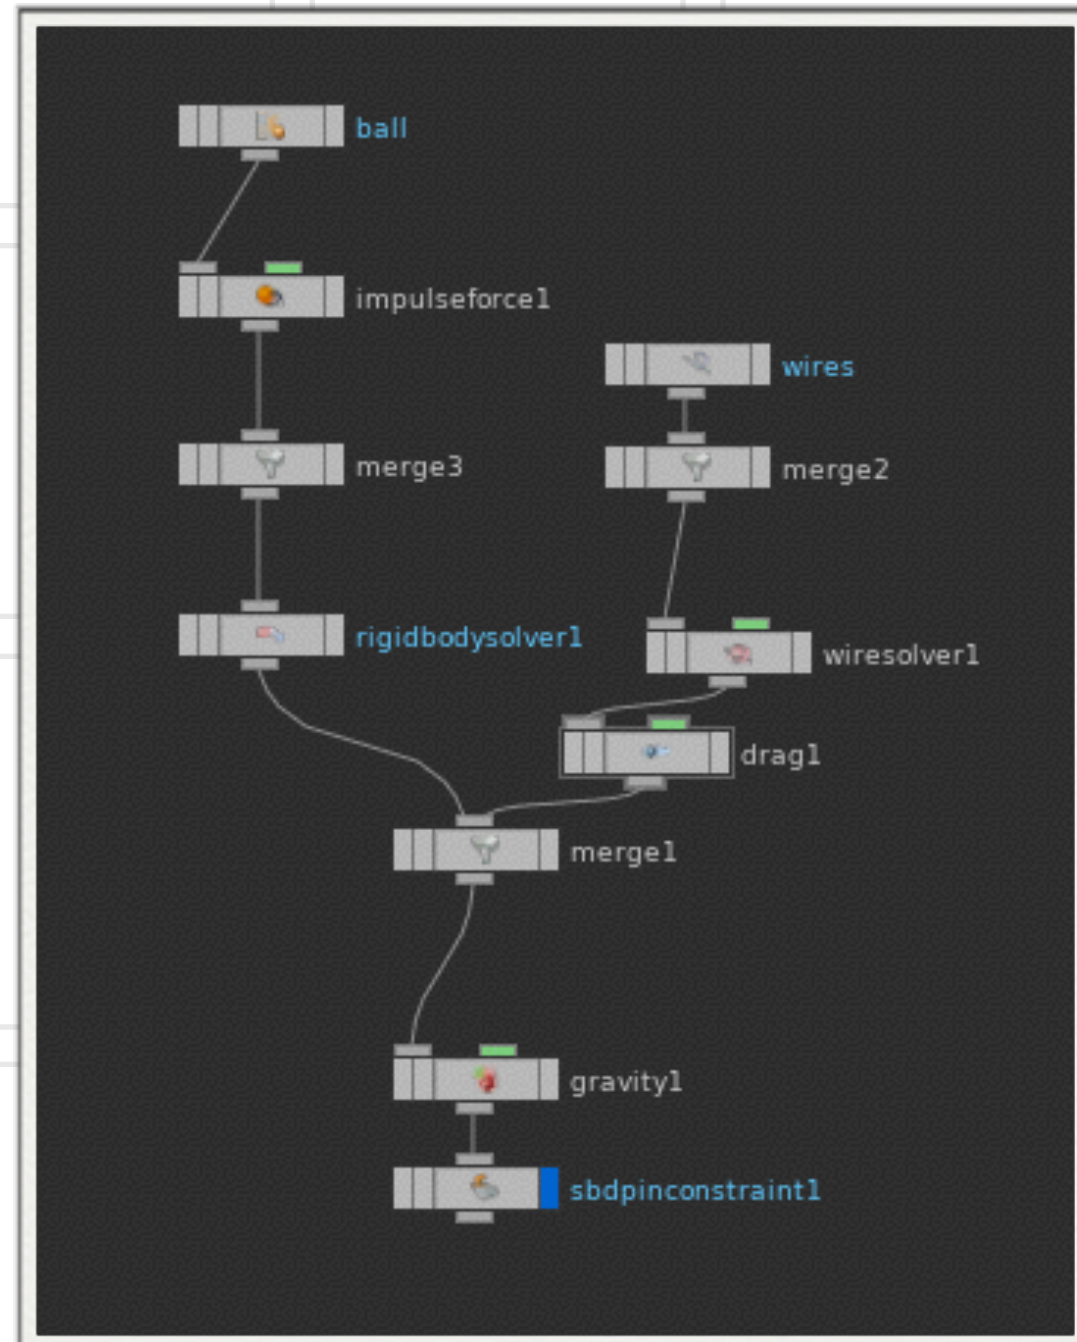 ball
impulseforce1
wires
merge3
merge2
rigidbodysolver1
wiresolver1
drag1
merge1
gravity1
sbdpinconstraint1